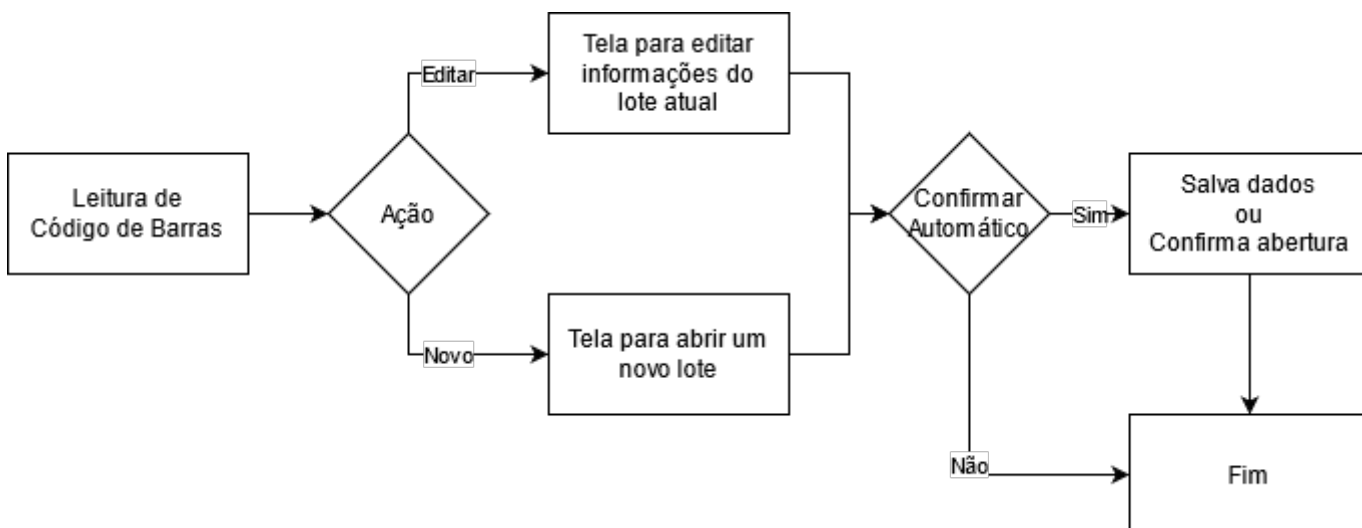 Leitura de
Código de Barras
Ação
Editar
Tela para editar
informações do
lote atual
Novo
Tela para abrir um
novo lote
Confirmar
Automático
Sim
Salva dados
ou
Confirma abertura
Não
Fim